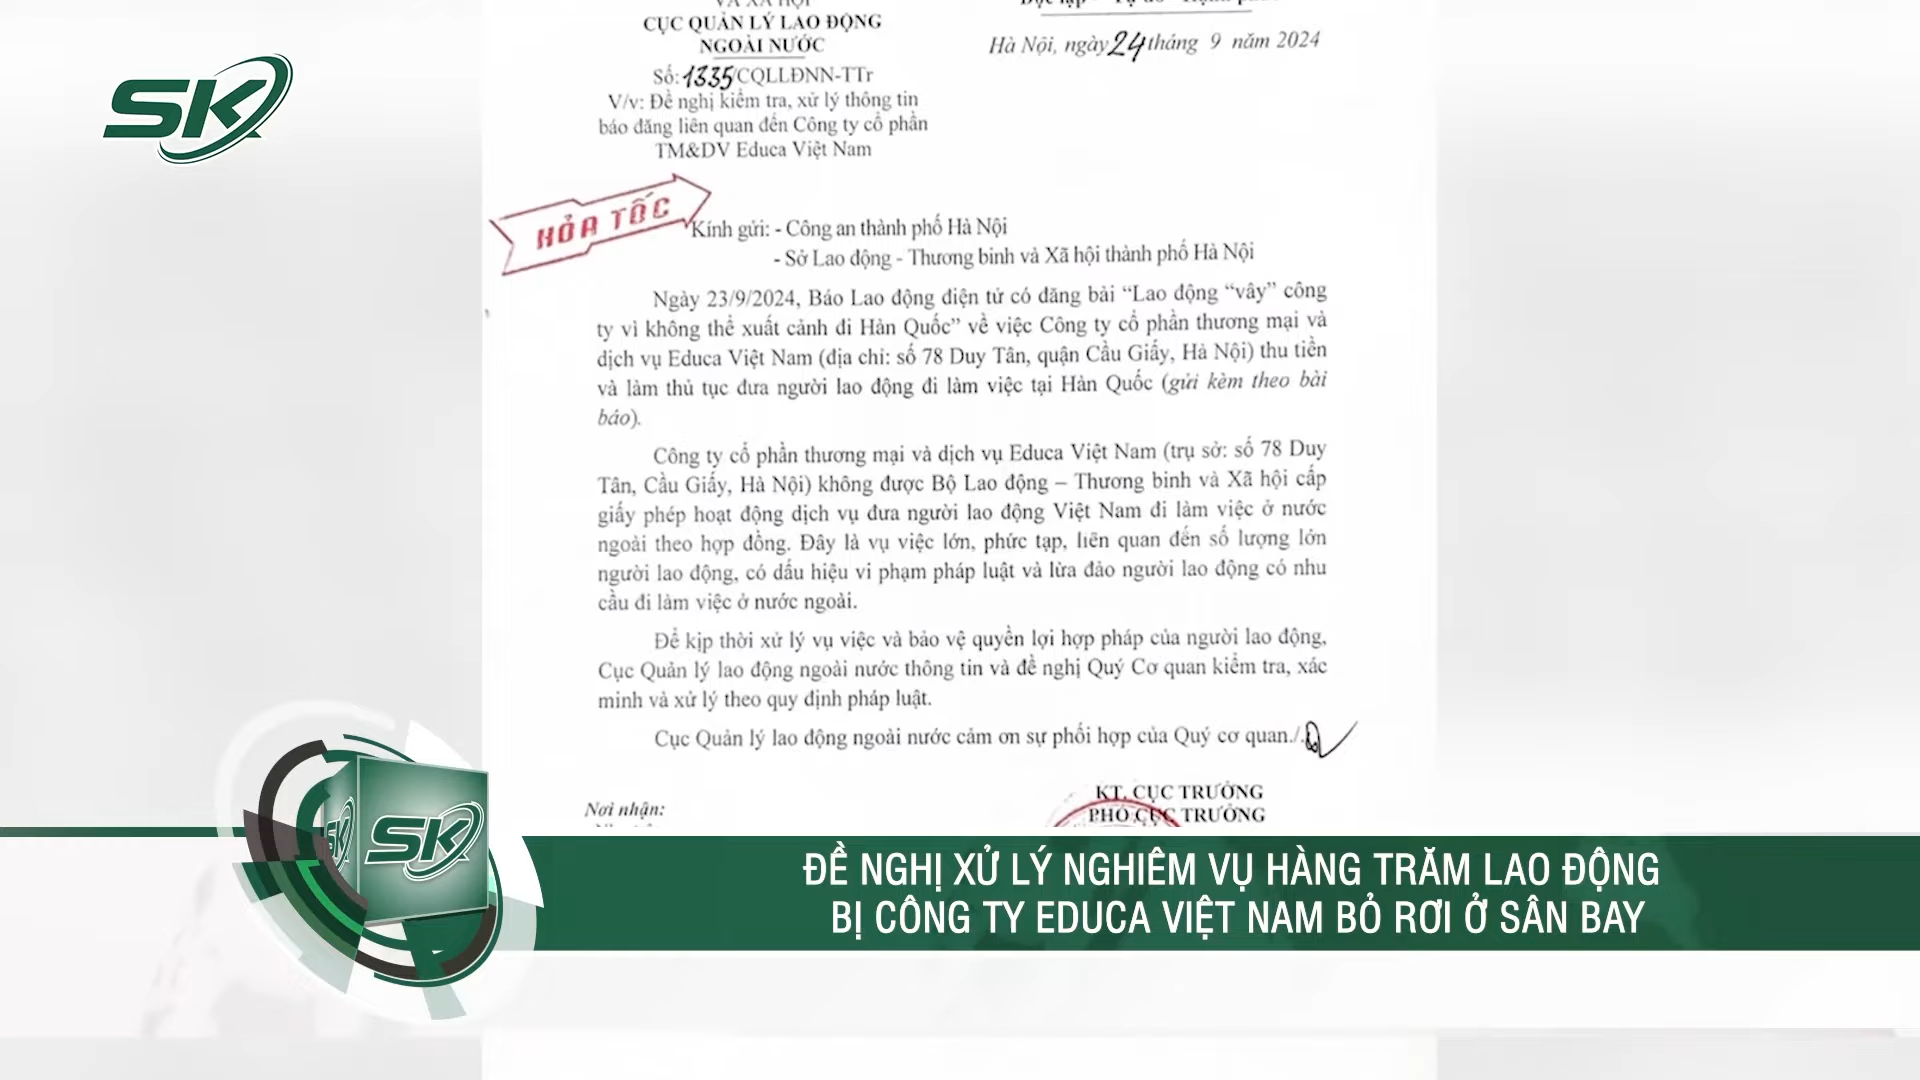 VÀ XÃ HỘI
CỤC QUẢN LÝ LAO ĐỘNG
NGOÀI NƯỚC
Số: 1335/CQLLĐNN-TTr
V/v: Đề nghị kiểm tra, xử lý thông tin
báo đăng liên quan đến Công ty cổ phần
TM&DV Educa Việt Nam
Hà Nội, ngày 24 tháng 9 năm 2024
SK
HỎA TỐC
Kính gửi: - Công an thành phố Hà Nội
- Sở Lao động - Thương binh và Xã hội thành phố Hà Nội
Ngày 23/9/2024, Báo Lao động điện tử có đăng bài “Lao động “vây” công
ty vì không thể xuất cảnh đi Hàn Quốc” về việc Công ty cổ phần thương mại và
dịch vụ Educa Việt Nam (địa chỉ: số 78 Duy Tân, quận Cầu Giấy, Hà Nội) thu tiền
và làm thủ tục đưa người lao động đi làm việc tại Hàn Quốc (gửi kèm theo bài
báo).
Công ty cổ phần thương mại và dịch vụ Educa Việt Nam (trụ sở: số 78 Duy
Tân, Cầu Giấy, Hà Nội) không được Bộ Lao động – Thương binh và Xã hội cấp
giấy phép hoạt động dịch vụ đưa người lao động Việt Nam đi làm việc ở nước
ngoài theo hợp đồng. Đây là vụ việc lớn, phức tạp, liên quan đến số lượng lớn
người lao động, có dấu hiệu vi phạm pháp luật và lừa đảo người lao động có nhu
cầu đi làm việc ở nước ngoài.
Để kịp thời xử lý vụ việc và bảo vệ quyền lợi hợp pháp của người lao động,
Cục Quản lý lao động ngoài nước thông tin và đề nghị Quý Cơ quan kiểm tra, xác
minh và xử lý theo quy định pháp luật.
Cục Quản lý lao động ngoài nước cảm ơn sự phối hợp của Quý cơ quan./.
Nơi nhận:
KT. CỤC TRƯỞNG
PHÓ CỤC TRƯỞNG
SK
SK
ĐỀ NGHỊ XỬ LÝ NGHIÊM VỤ HÀNG TRĂM LAO ĐỘNG
BỊ CÔNG TY EDUCA VIỆT NAM BỎ RƠI Ở SÂN BAY